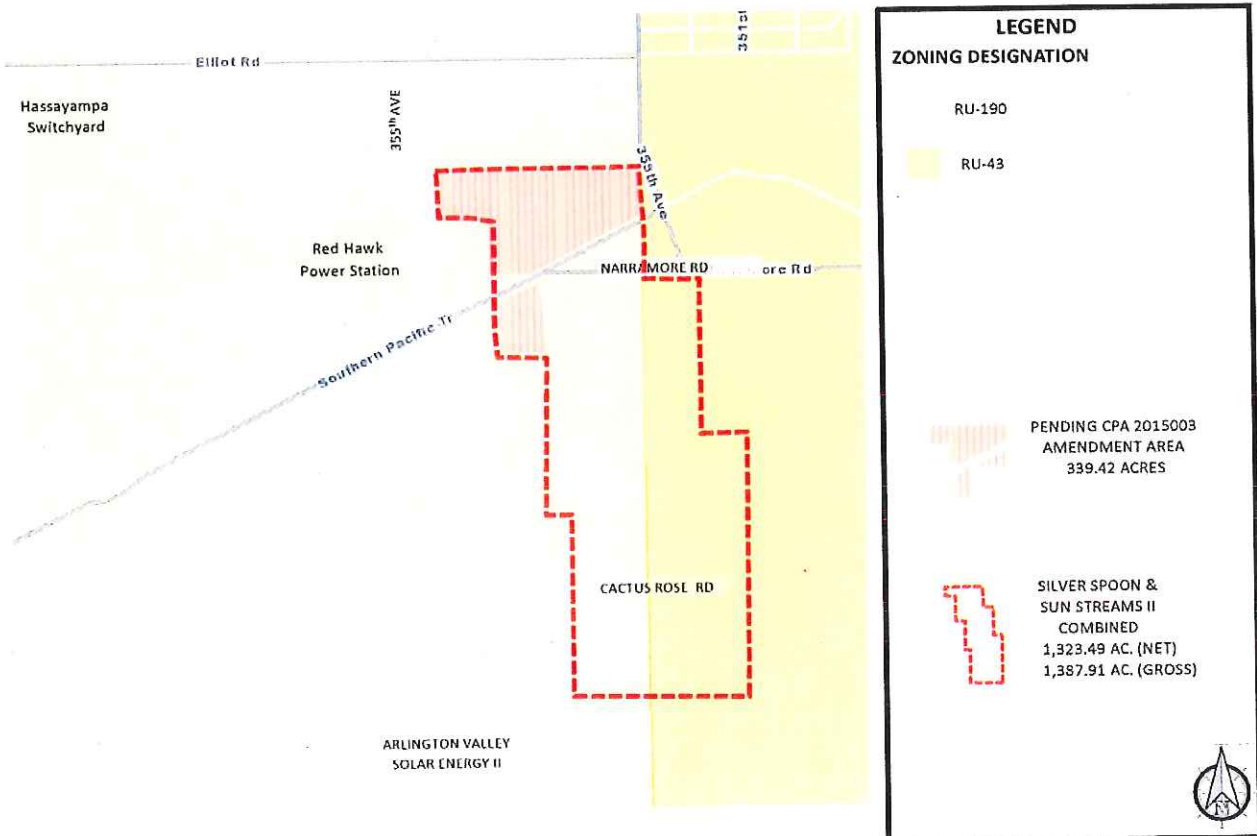 Elliot Rd
Hassayampa
Switchyard
355th AVE
351st
355th Ave
Red Hawk
Power Station
NARRAMORE RD
ore Rd
Southern Pacific Tr
CACTUS ROSE RD
ARLINGTON VALLEY
SOLAR ENERGY II
LEGEND
ZONING DESIGNATION
RU-190
RU-43
PENDING CPA 2015003
AMENDMENT AREA
339.42 ACRES
SILVER SPOON &
SUN STREAMS II
COMBINED
1,323.49 AC. (NET)
1,387.91 AC. (GROSS)
N